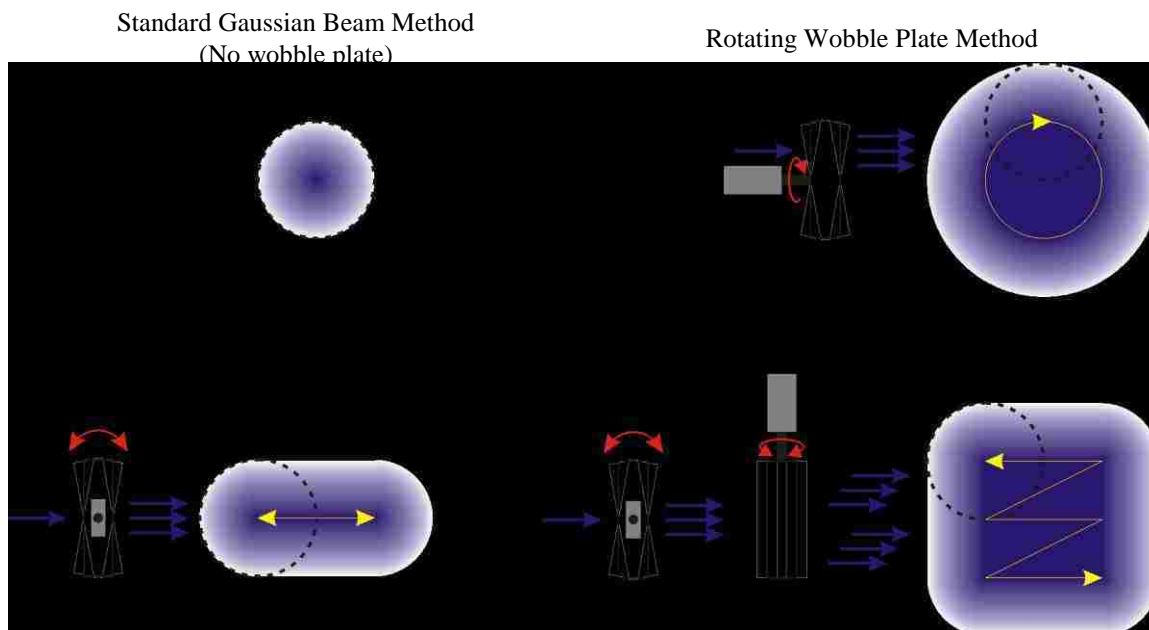 Standard Gaussian Beam Method
(No wobble plate)
Rotating Wobble Plate Method